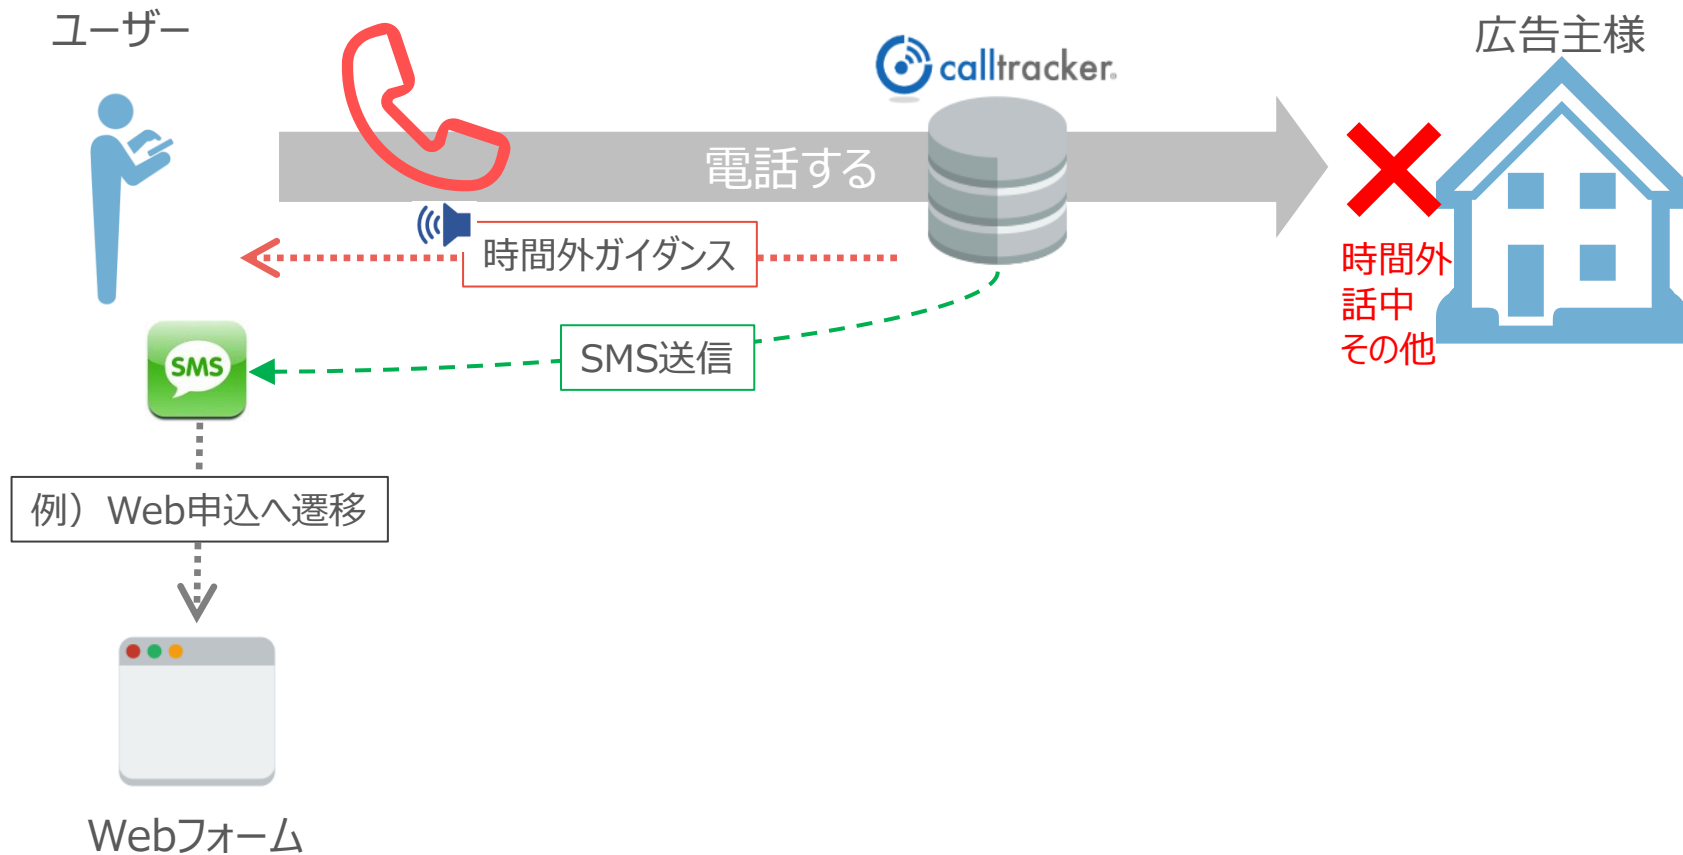 ユーザー
calltracker®
広告主様
電話する
時間外ガイダンス
時間外
話中
その他
SMS送信
SMS
例）Web申込へ遷移
Webフォーム